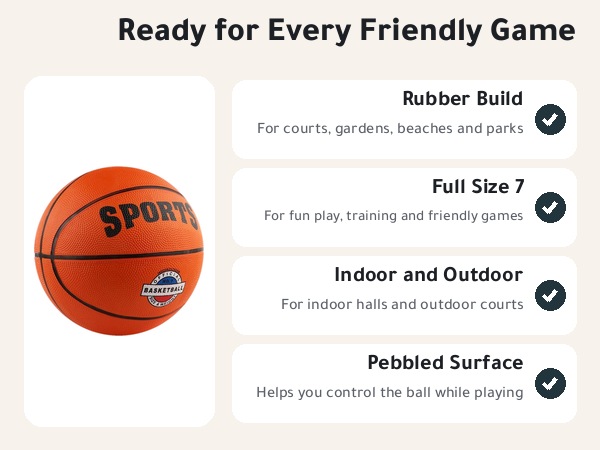 Ready for Every Friendly Game
Rubber Build
For courts, gardens, beaches and parks
Full Size 7
For fun play, training and friendly games
Indoor and Outdoor
For indoor halls and outdoor courts
Pebbled Surface
Helps you control the ball while playing
SPORTS
BASKETBALL